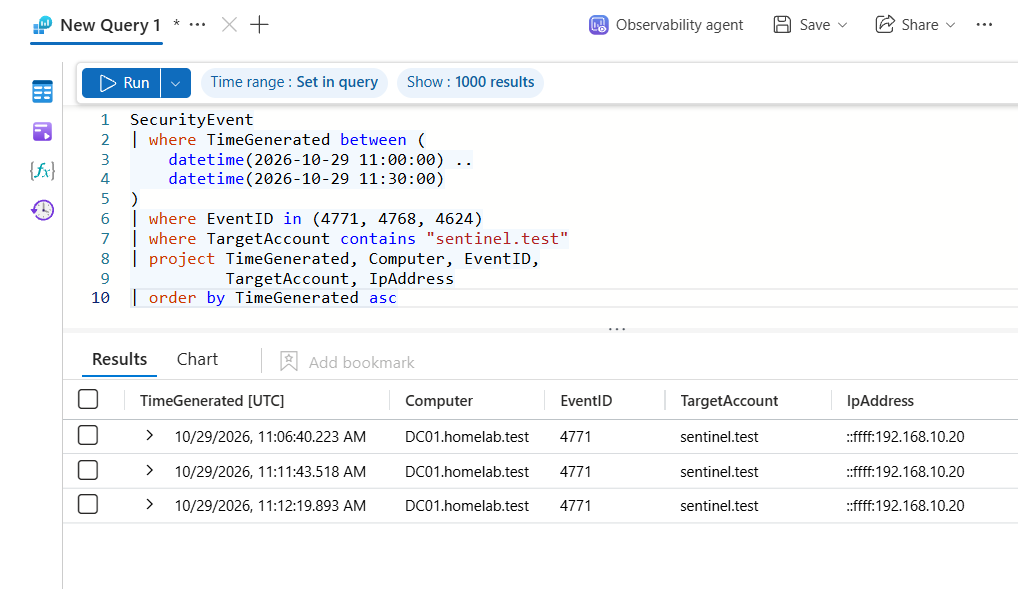 New Query 1 * ...
Observability agent Save Share ...
Run Time range : Set in query Show : 1000 results
1 SecurityEvent
2 | where TimeGenerated between (
3 datetime(2026-10-29 11:00:00) ..
4 datetime(2026-10-29 11:30:00)
5 )
6 | where EventID in (4771, 4768, 4624)
7 | where TargetAccount contains "sentinel.test"
8 | project TimeGenerated, Computer, EventID,
9 TargetAccount, IpAddress
10 | order by TimeGenerated asc
Results Chart Add bookmark
TimeGenerated [UTC] Computer EventID TargetAccount IpAddress
10/29/2026, 11:06:40.223 AM DC01.homelab.test 4771 sentinel.test ::ffff:192.168.10.20
10/29/2026, 11:11:43.518 AM DC01.homelab.test 4771 sentinel.test ::ffff:192.168.10.20
10/29/2026, 11:12:19.893 AM DC01.homelab.test 4771 sentinel.test ::ffff:192.168.10.20